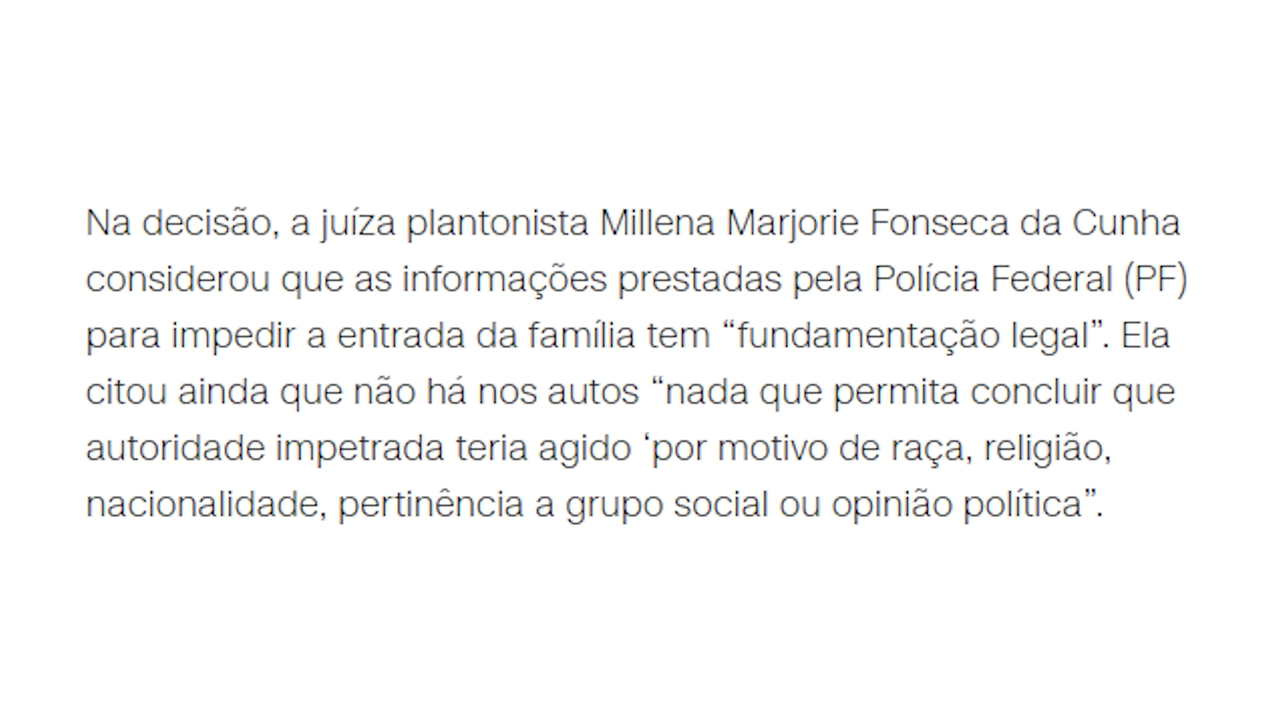 Na decisão, a juíza plantonista Millena Marjorie Fonseca da Cunha
considerou que as informações prestadas pela Polícia Federal (PF)
para impedir a entrada da família tem “fundamentação legal”. Ela
citou ainda que não há nos autos “nada que permita concluir que
autoridade impetrada teria agido ‘por motivo de raça, religião,
nacionalidade, pertinência a grupo social ou opinião política”.